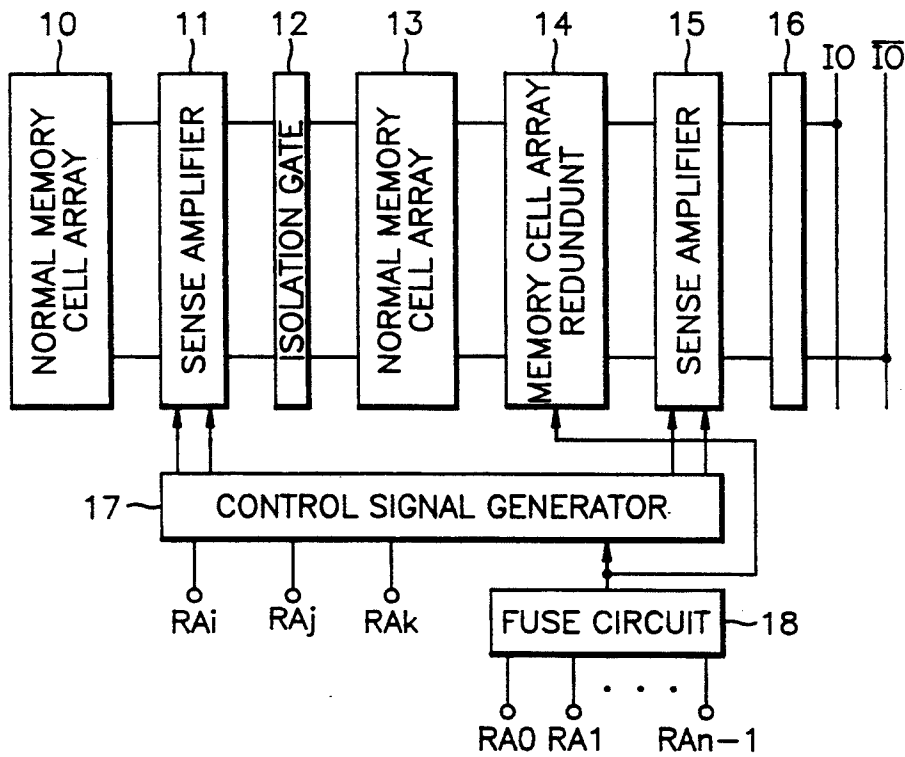 10 11 12 13 14 15 16 IO I̅O̅
NORMAL MEMORY
CELL ARRAY
SENSE AMPLIFIER
ISOLATION GATE
NORMAL MEMORY
CELL ARRAY
MEMORY CELL ARRAY
REDUNDUNT
SENSE AMPLIFIER
17 CONTROL SIGNAL GENERATOR
RAi RAj RAk
FUSE CIRCUIT 18
. . .
RA0 RA1 RAn-1